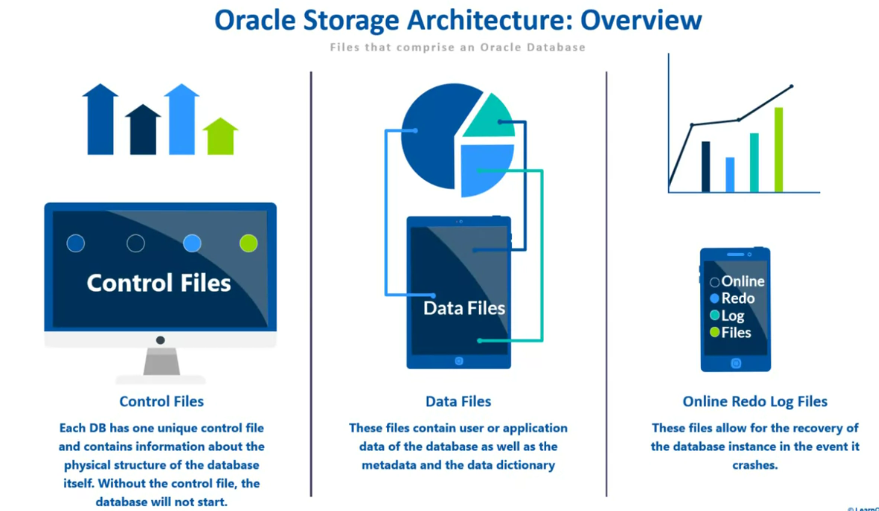 Oracle Storage Architecture: Overview
Files that comprise an Oracle Database
Control Files
Data Files
Online
Redo
Log
Files
Control Files
Each DB has one unique control file
and contains information about the
physical structure of the database
itself. Without the control file, the
database will not start.
Data Files
These files contain user or application
data of the database as well as the
metadata and the data dictionary
Online Redo Log Files
These files allow for the recovery of
the database instance in the event it
crashes.